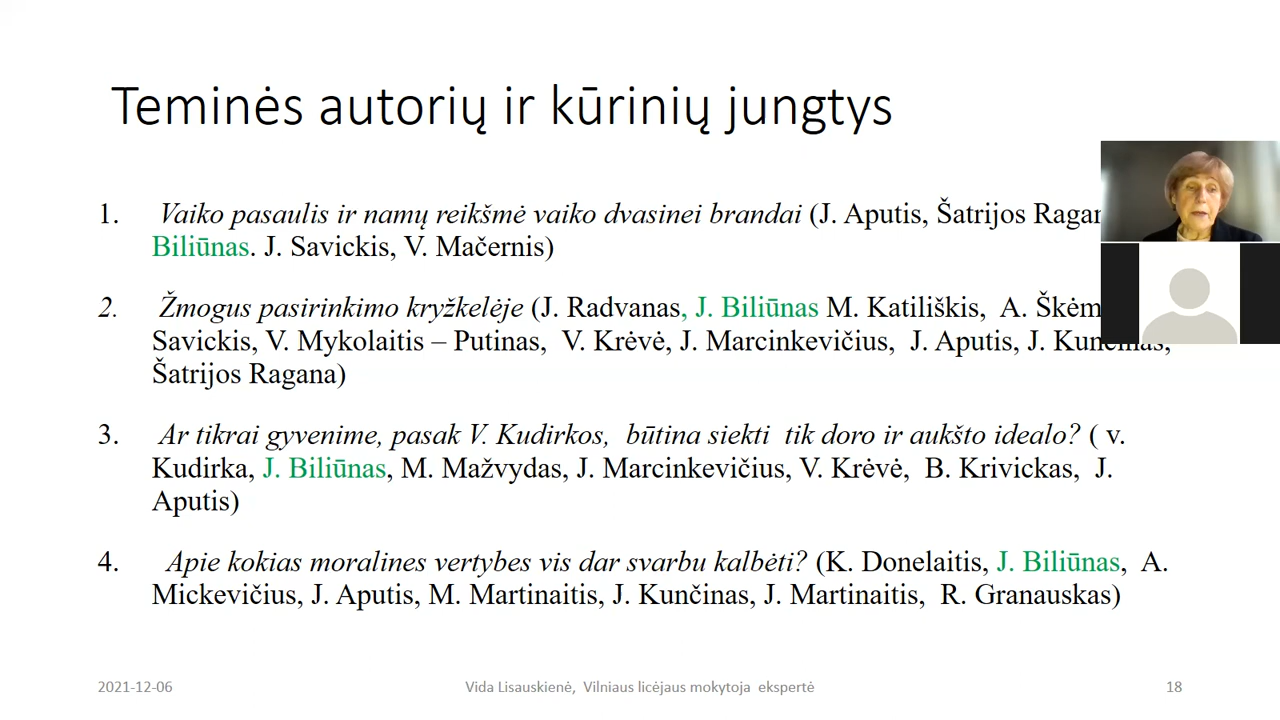 Teminės autorių ir kūrinių jungtys
1. Vaiko pasaulis ir namų reikšmė vaiko dvasinei brandai (J. Aputis, Šatrijos
Biliūnas. J. Savickis, V. Mačernis)
2. Žmogus pasirinkimo kryžkelėje (J. Radvanas, J. Biliūnas M. Katiliškis, A.
Savickis, V. Mykolaitis – Putinas, V. Krėvė, J. Marcinkevičius, J. Aputis, J. Kunčinas,
Šatrijos Ragana)
3. Ar tikrai gyvenime, pasak V. Kudirkos, būtina siekti tik doro ir aukšto idealo? ( v.
Kudirka, J. Biliūnas, M. Mažvydas, J. Marcinkevičius, V. Krėvė, B. Krivickas, J.
Aputis)
4. Apie kokias moralines vertybes vis dar svarbu kalbėti? (K. Donelaitis, J. Biliūnas, A.
Mickevičius, J. Aputis, M. Martinaitis, J. Kunčinas, J. Martinaitis, R. Granauskas)
2021-12-06 Vida Lisauskienė, Vilniaus licėjaus mokytoja ekspertė 18